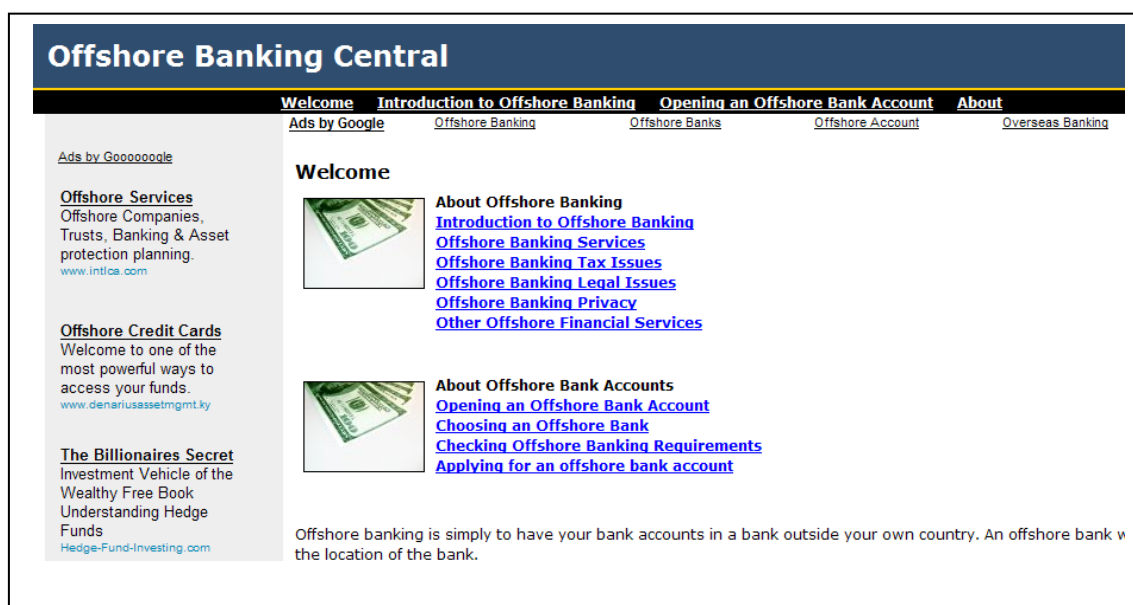 Offshore Banking Central
Welcome Introduction to Offshore Banking Opening an Offshore Bank Account About
Ads by Google Offshore Banking Offshore Banks Offshore Account Overseas Banking
Ads by Goooooogle
Offshore Services
Offshore Companies,
Trusts, Banking & Asset
protection planning.
www.intlca.com
Offshore Credit Cards
Welcome to one of the
most powerful ways to
access your funds.
www.denariusassetmgmt.ky
The Billionaires Secret
Investment Vehicle of the
Wealthy Free Book
Understanding Hedge
Funds
Hedge-Fund-Investing.com
Welcome
About Offshore Banking
Introduction to Offshore Banking
Offshore Banking Services
Offshore Banking Tax Issues
Offshore Banking Legal Issues
Offshore Banking Privacy
Other Offshore Financial Services
About Offshore Bank Accounts
Opening an Offshore Bank Account
Choosing an Offshore Bank
Checking Offshore Banking Requirements
Applying for an offshore bank account
Offshore banking is simply to have your bank accounts in a bank outside your own country. An offshore bank
the location of the bank.